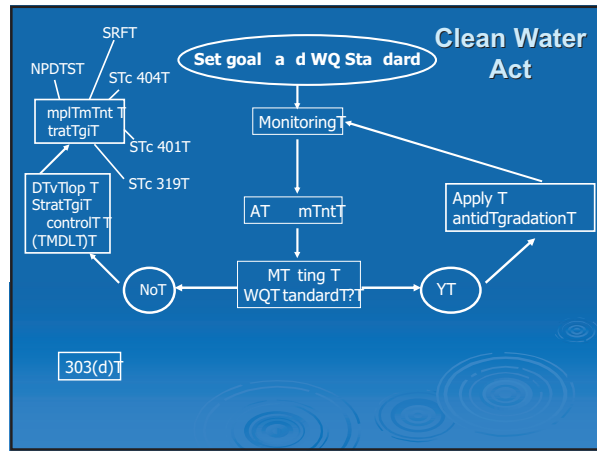 Clean Water
Act
Set goal a d WQ Sta dard
SRFT
NPDTST
STc 404T
mplTmTnt T
tratTgiT
STc 401T
STc 319T
MonitoringT
DTvTlop T
StratTgiT
controlT T
(TMDLT)T
AT mTntT
Apply T
antidTgradationT
NoT
MT ting T
WQT tandardT?T
YT
303(d)T